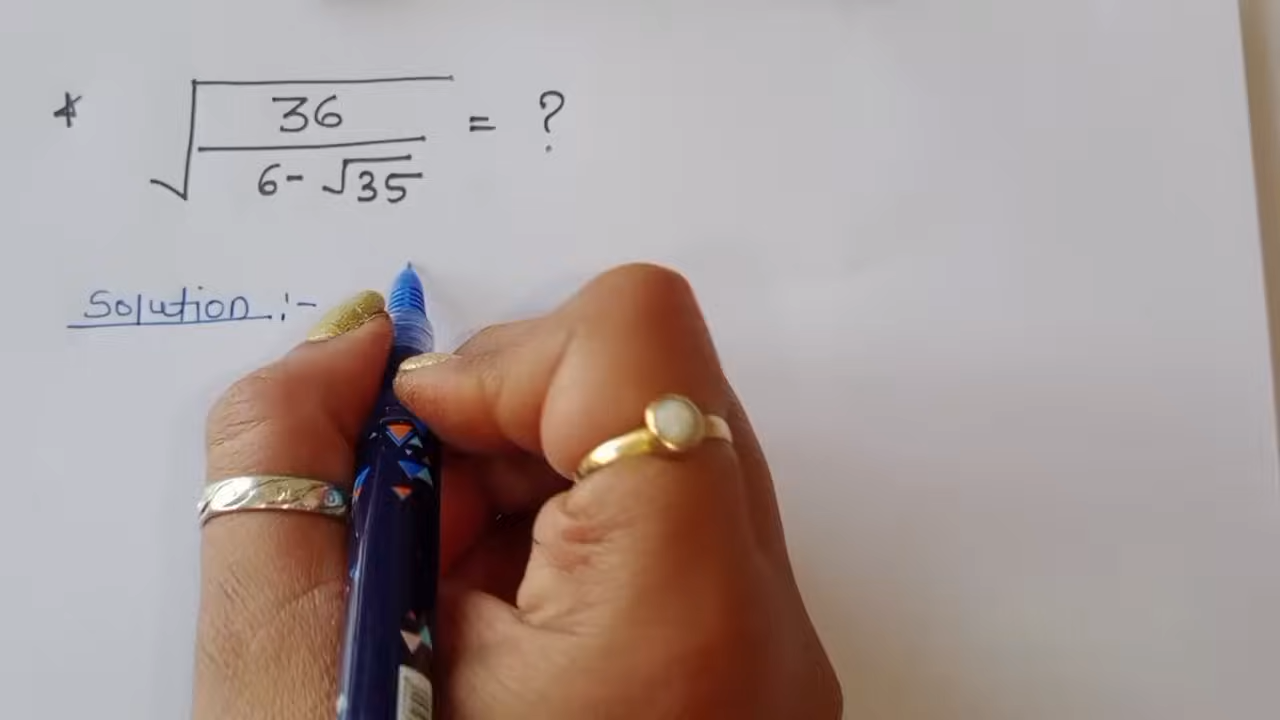 * √(36 / (6 - √35)) = ?
Solution :-